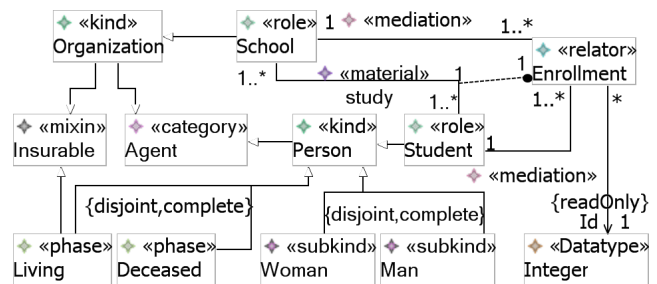 «kind»
Organization
«role»
School
1 «mediation»
1..*
«relator»
Enrollment
1..*
«material»
study
1
1..*
1
1..*
*
«mixin»
Insurable
«category»
Agent
«kind»
Person
«role»
Student
1
«mediation»
{disjoint,complete}
{disjoint,complete}
{readOnly}
Id 1
«phase»
Living
«phase»
Deceased
«subkind»
Woman
«subkind»
Man
«Datatype»
Integer